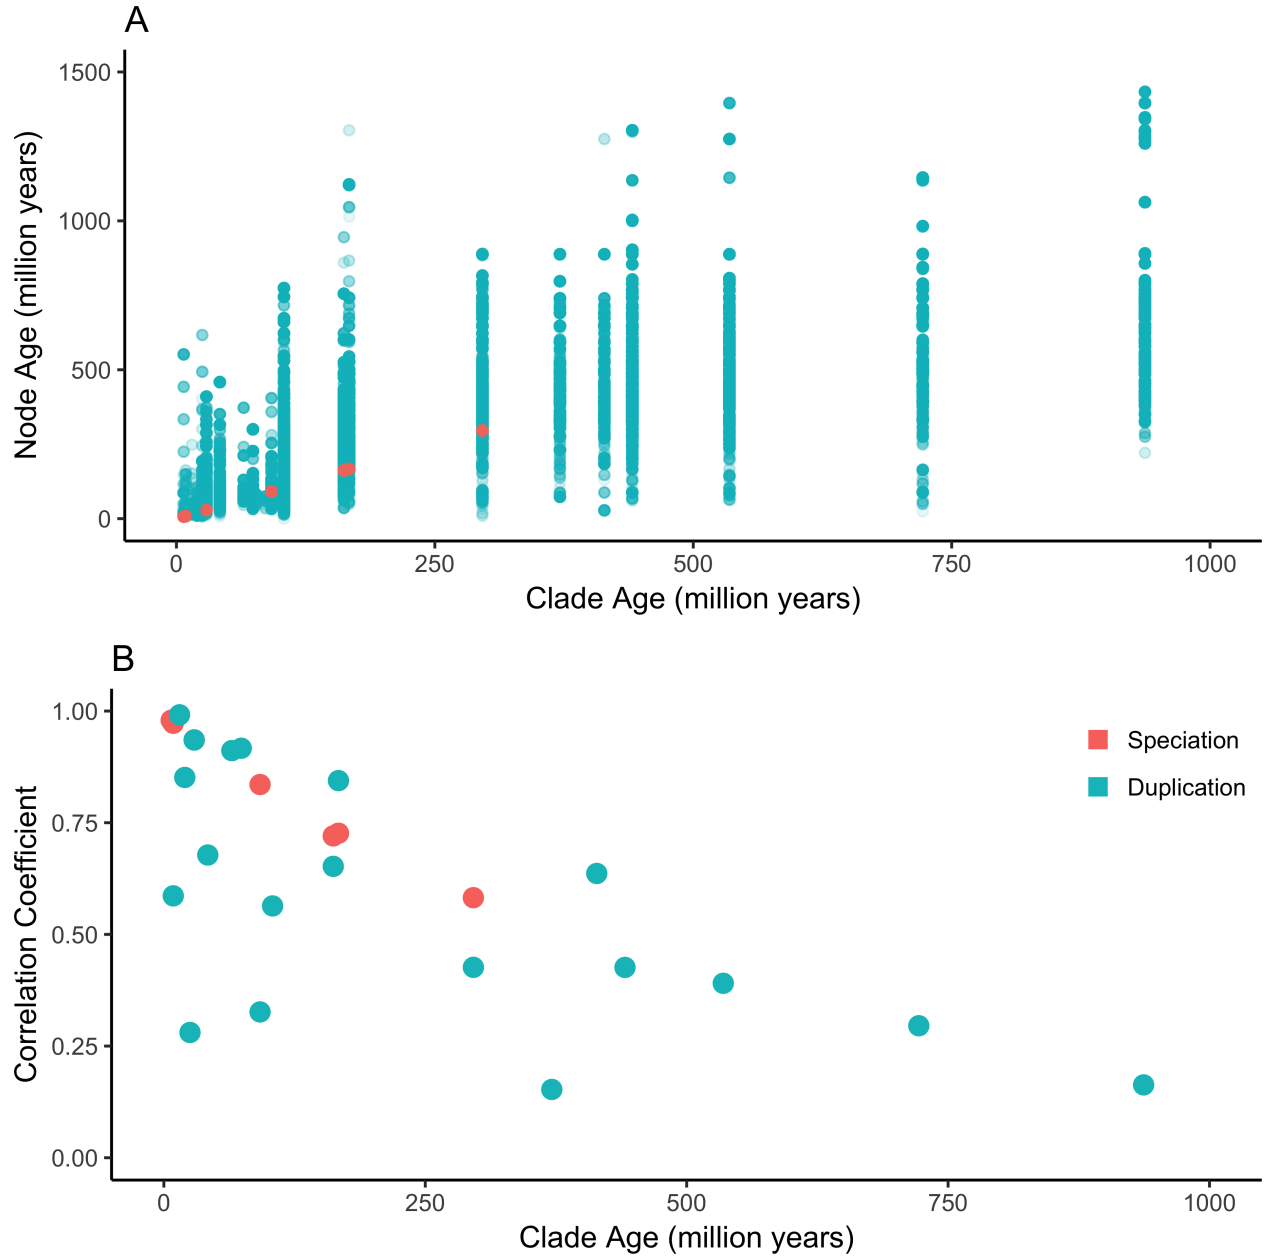 A
1500
1000
500
0
Node Age (million years)
0 250 500 750 1000
Clade Age (million years)
B
1.00
0.75
0.50
0.25
0.00
Correlation Coefficient
Speciation
Duplication
0 250 500 750 1000
Clade Age (million years)